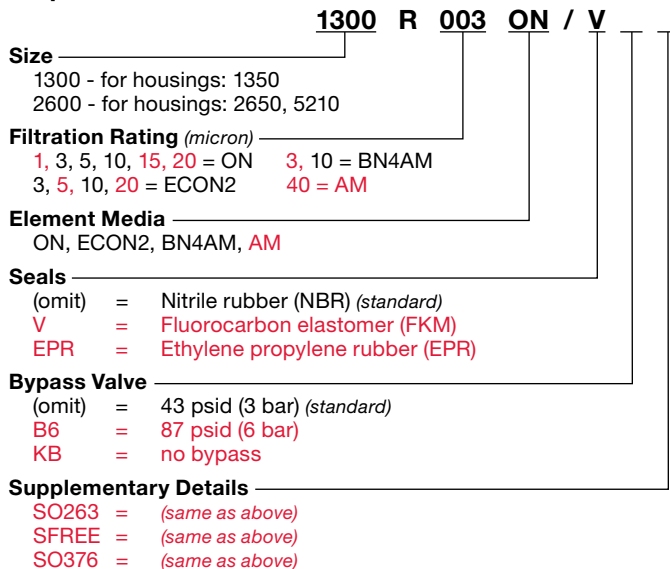 1300 R 003 ON / V
Size
1300 - for housings: 1350
2600 - for housings: 2650, 5210
Filtration Rating (micron)
1, 3, 5, 10, 15, 20 = ON 3, 10 = BN4AM
3, 5, 10, 20 = ECON2 40 = AM
Element Media
ON, ECON2, BN4AM, AM
Seals
(omit) = Nitrile rubber (NBR) (standard)
V = Fluorocarbon elastomer (FKM)
EPR = Ethylene propylene rubber (EPR)
Bypass Valve
(omit) = 43 psid (3 bar) (standard)
B6 = 87 psid (6 bar)
KB = no bypass
Supplementary Details
SO263 = (same as above)
SFREE = (same as above)
SO376 = (same as above)